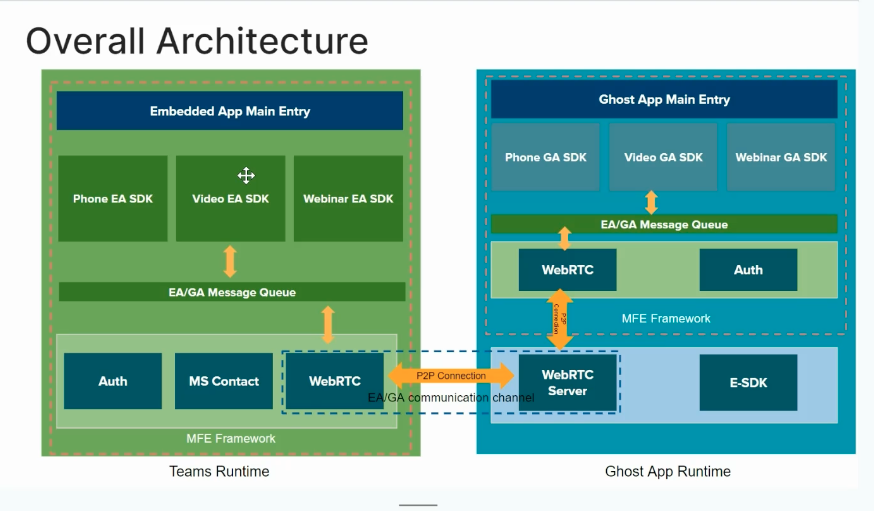 Overall Architecture
Embedded App Main Entry
Phone EA SDK
Video EA SDK
Webinar EA SDK
EA/GA Message Queue
Auth
MS Contact
WebRTC
MFE Framework
Teams Runtime
P2P Connection
EA/GA communication channel
Ghost App Main Entry
Phone GA SDK
Video GA SDK
Webinar GA SDK
EA/GA Message Queue
WebRTC
Auth
MFE Framework
P2P
Connection
WebRTC
Server
E-SDK
Ghost App Runtime